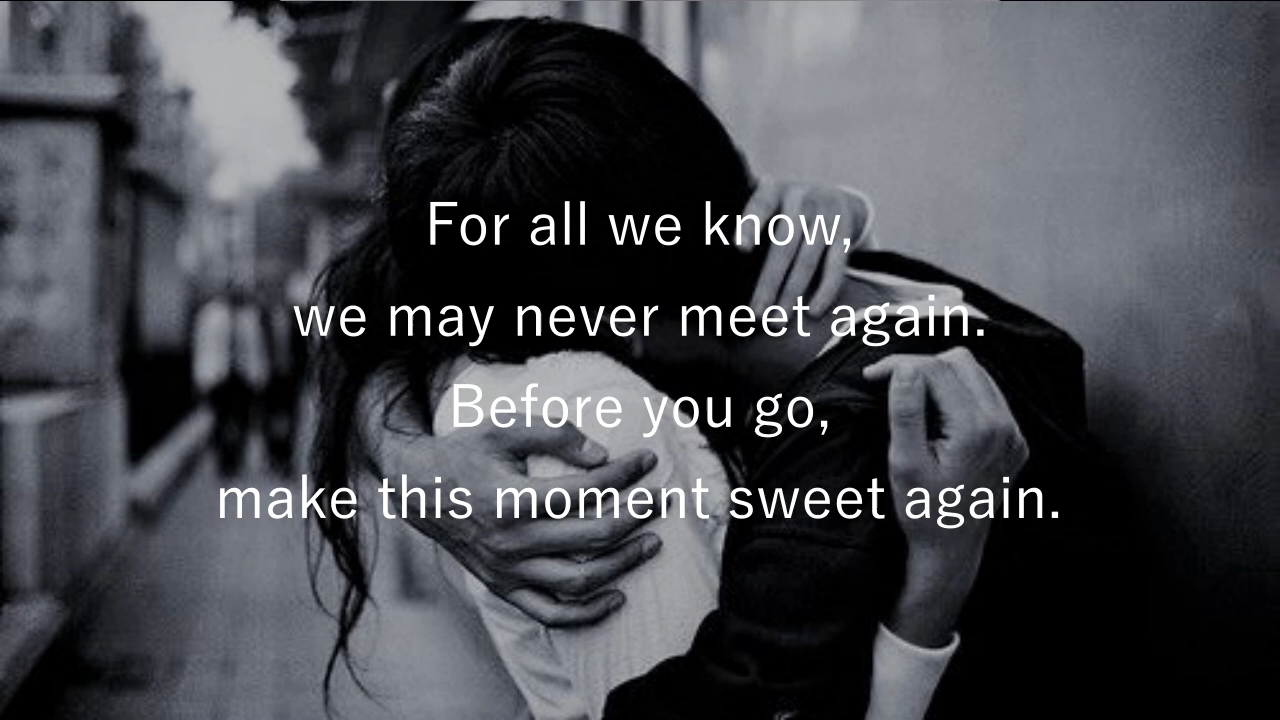 For all we know,
we may never meet again.
Before you go,
make this moment sweet again.